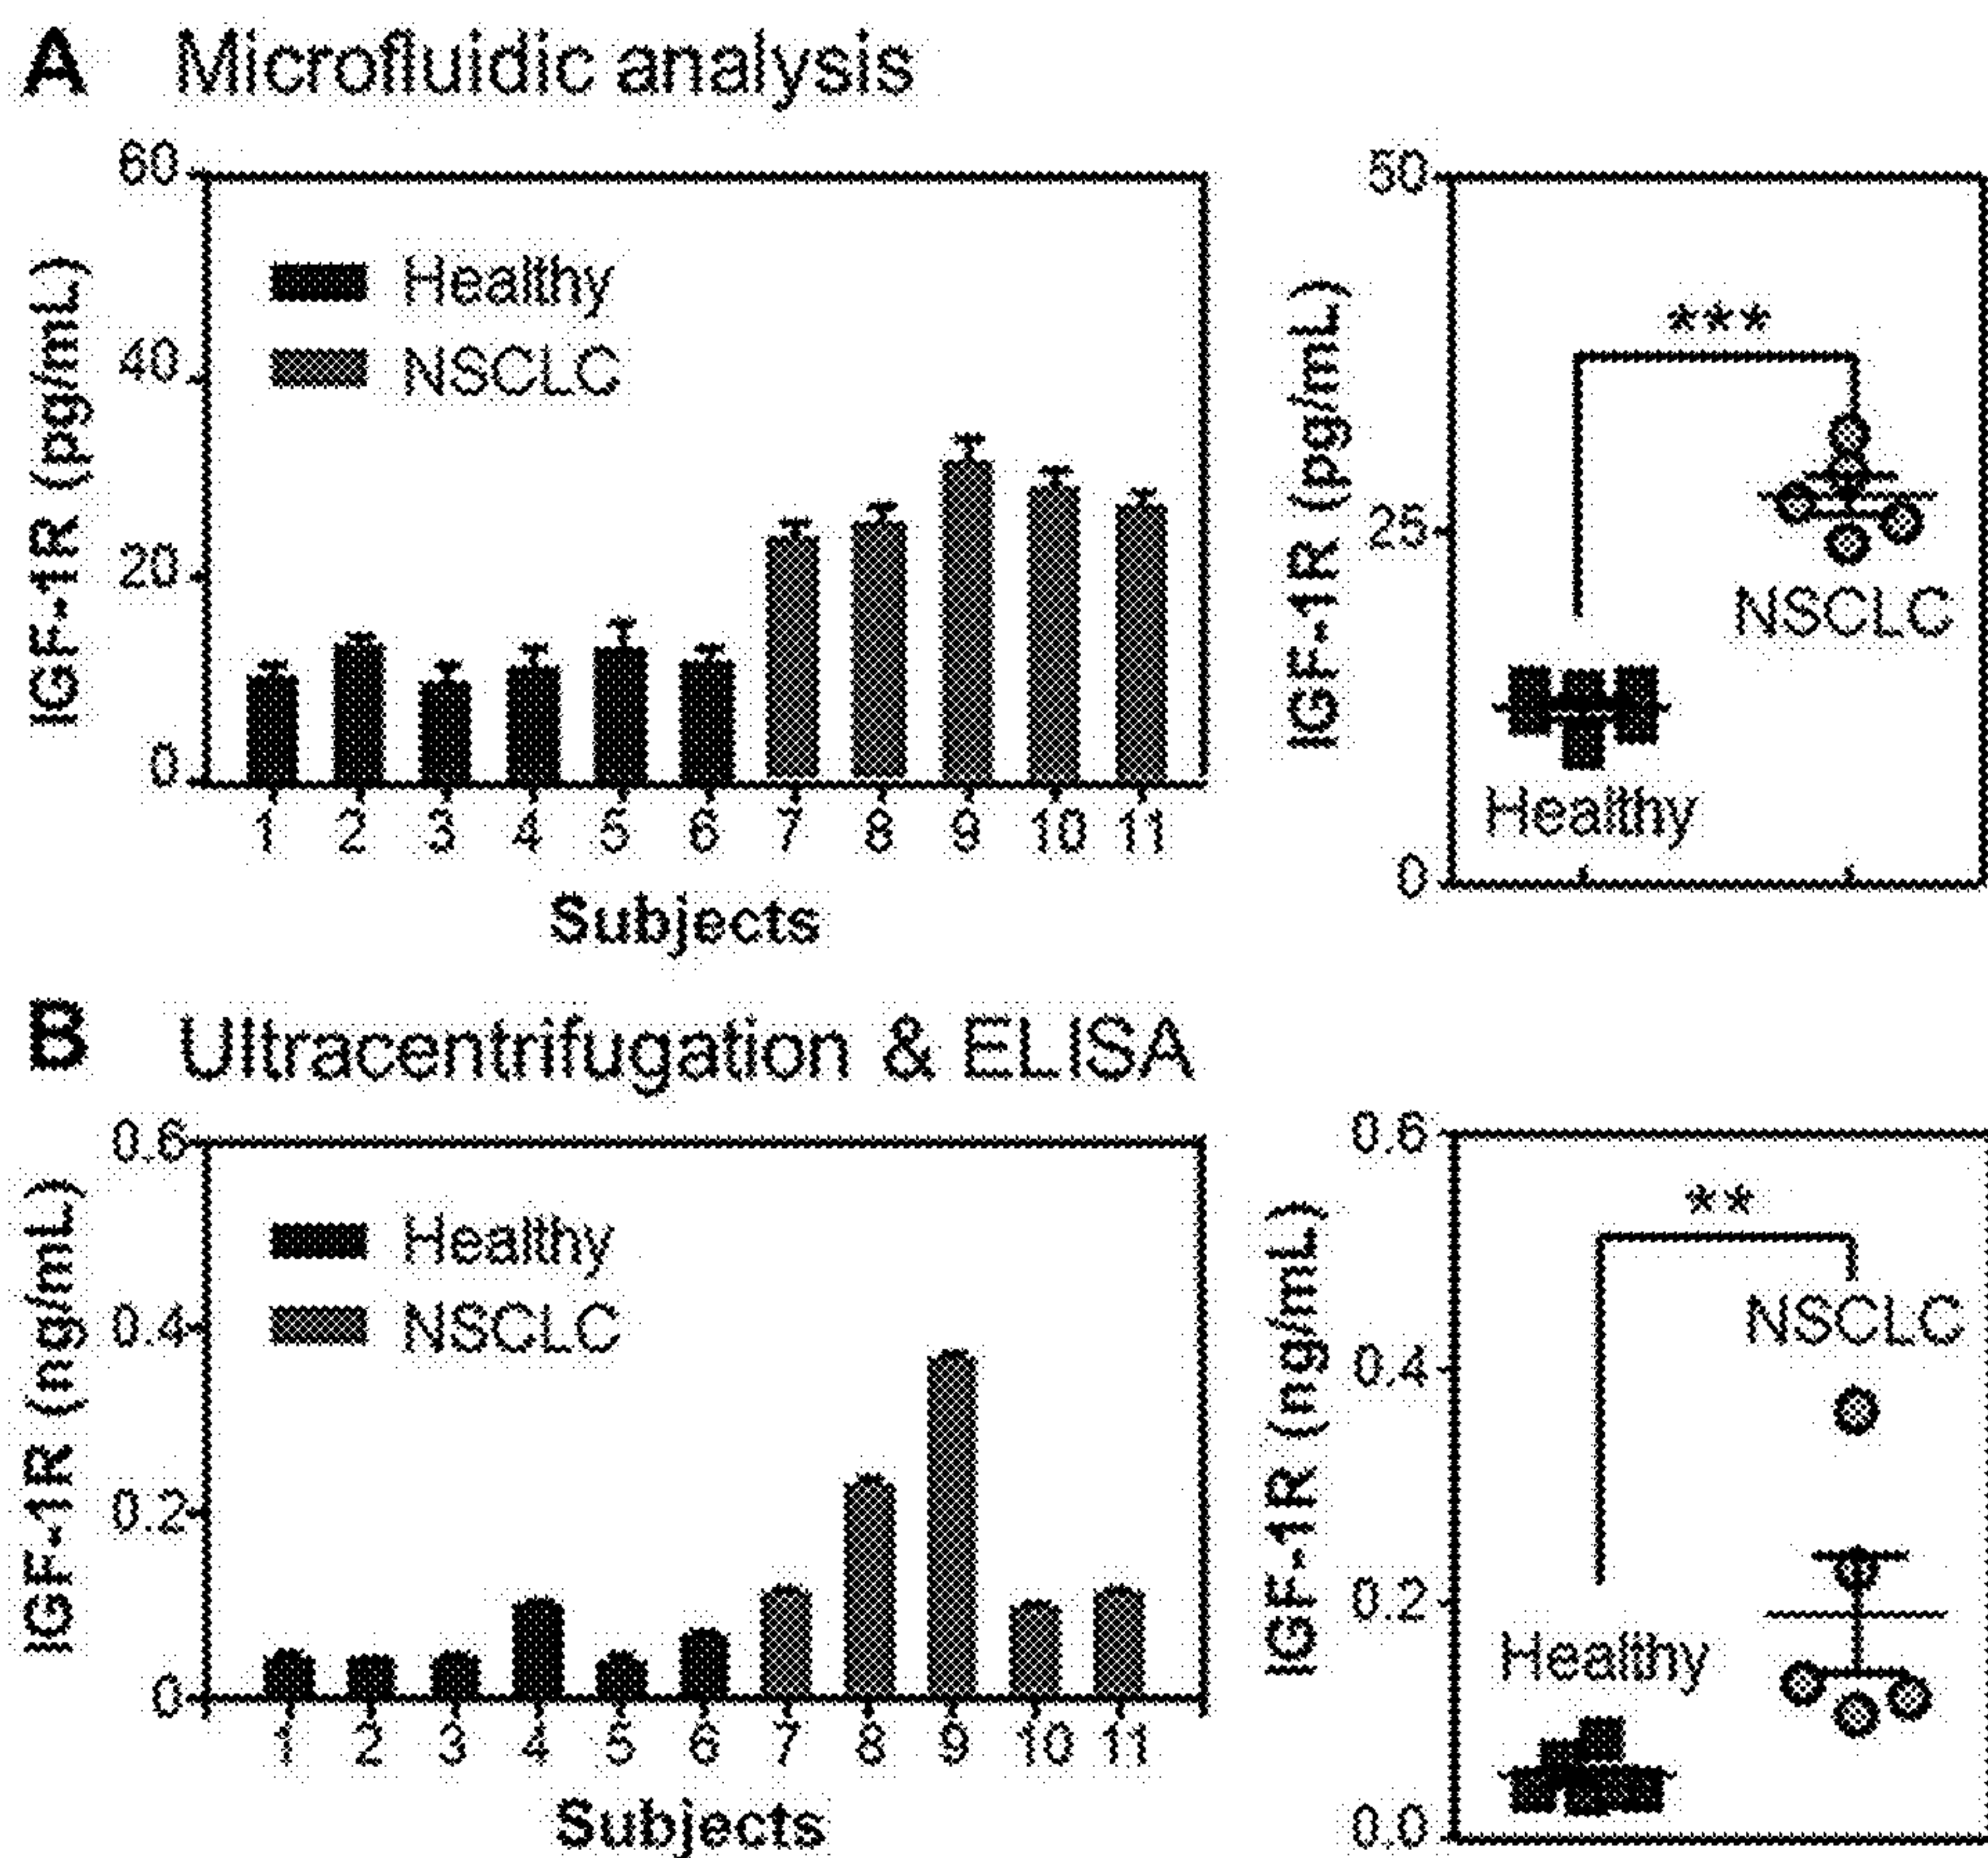 A Microfluidic analysis
IGF-1R (pg/mL)
60
40
20
0
Healthy
NSCLC
1 2 3 4 5 6 7 8 9 10 11
Subjects
IGF-1R (pg/mL)
50
25
0
***
NSCLC
Healthy
B Ultracentrifugation & ELISA
IGF-1R (ng/mL)
0.6
0.4
0.2
0
Healthy
NSCLC
1 2 3 4 5 6 7 8 9 10 11
Subjects
IGF-1R (ng/mL)
0.6
0.4
0.2
0.0
**
NSCLC
Healthy